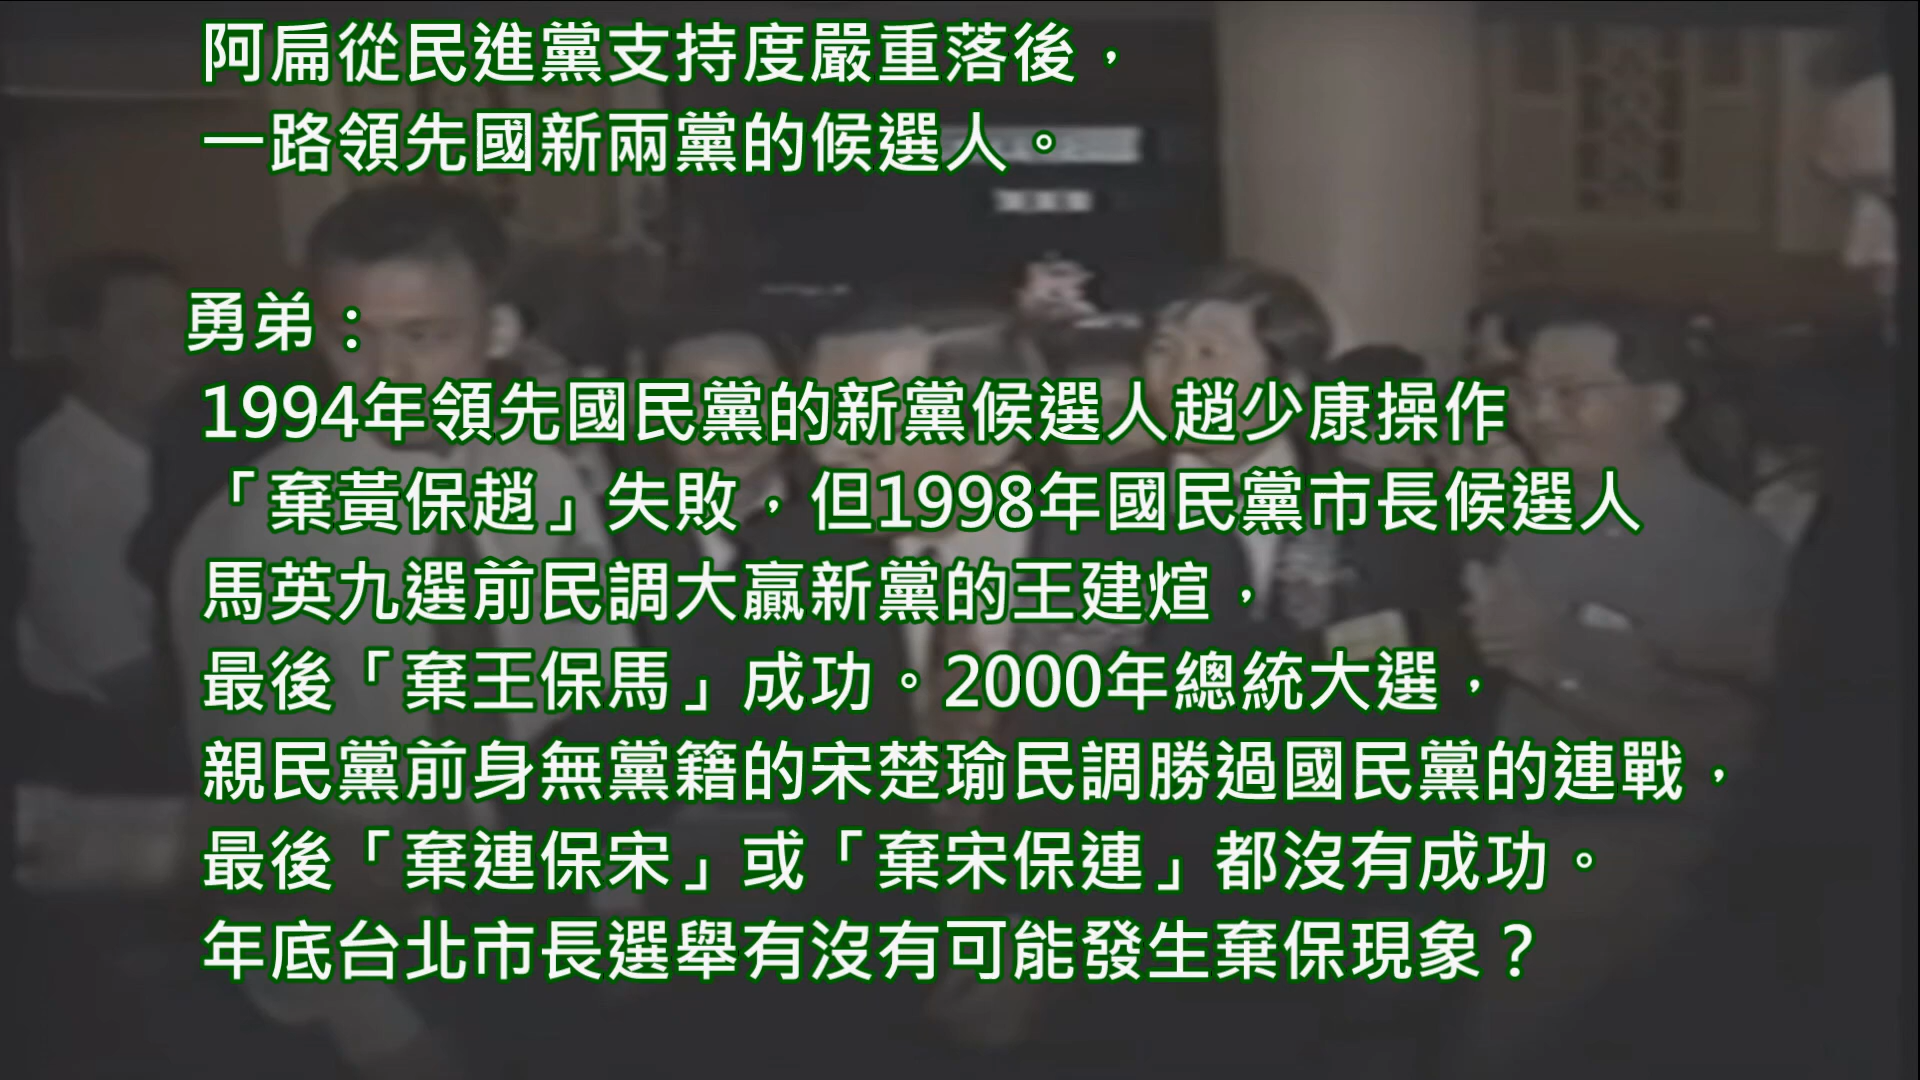 阿扁從民進黨支持度嚴重落後，
一路領先國新兩黨的候選人。
勇弟：
1994年領先國民黨的新黨候選人趙少康操作
「棄黃保趙」失敗，但1998年國民黨市長候選人
馬英九選前民調大贏新黨的王建煊，
最後「棄王保馬」成功。2000年總統大選，
親民黨前身無黨籍的宋楚瑜民調勝過國民黨的連戰，
最後「棄連保宋」或「棄宋保連」都沒有成功。
年底台北市長選舉有沒有可能發生棄保現象？